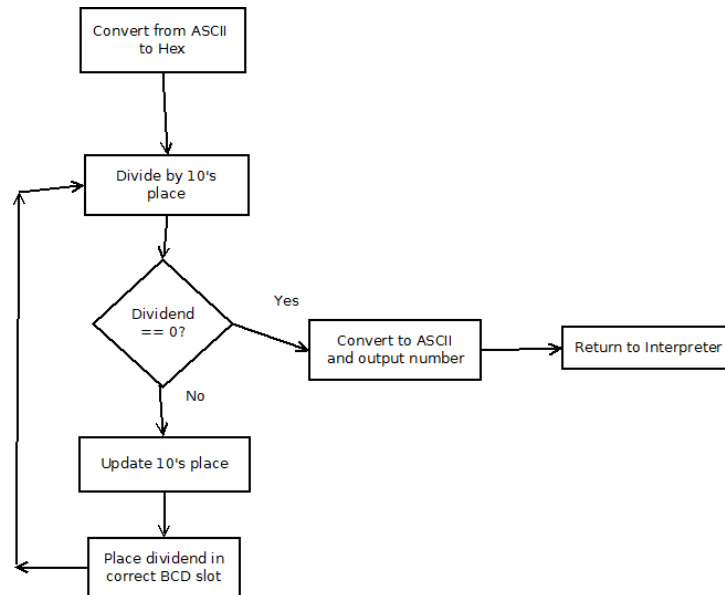 Convert from ASCII
to Hex
Divide by 10's
place
Dividend
== 0?
Yes
Convert to ASCII
and output number
Return to Interpreter
No
Update 10's place
Place dividend in
correct BCD slot